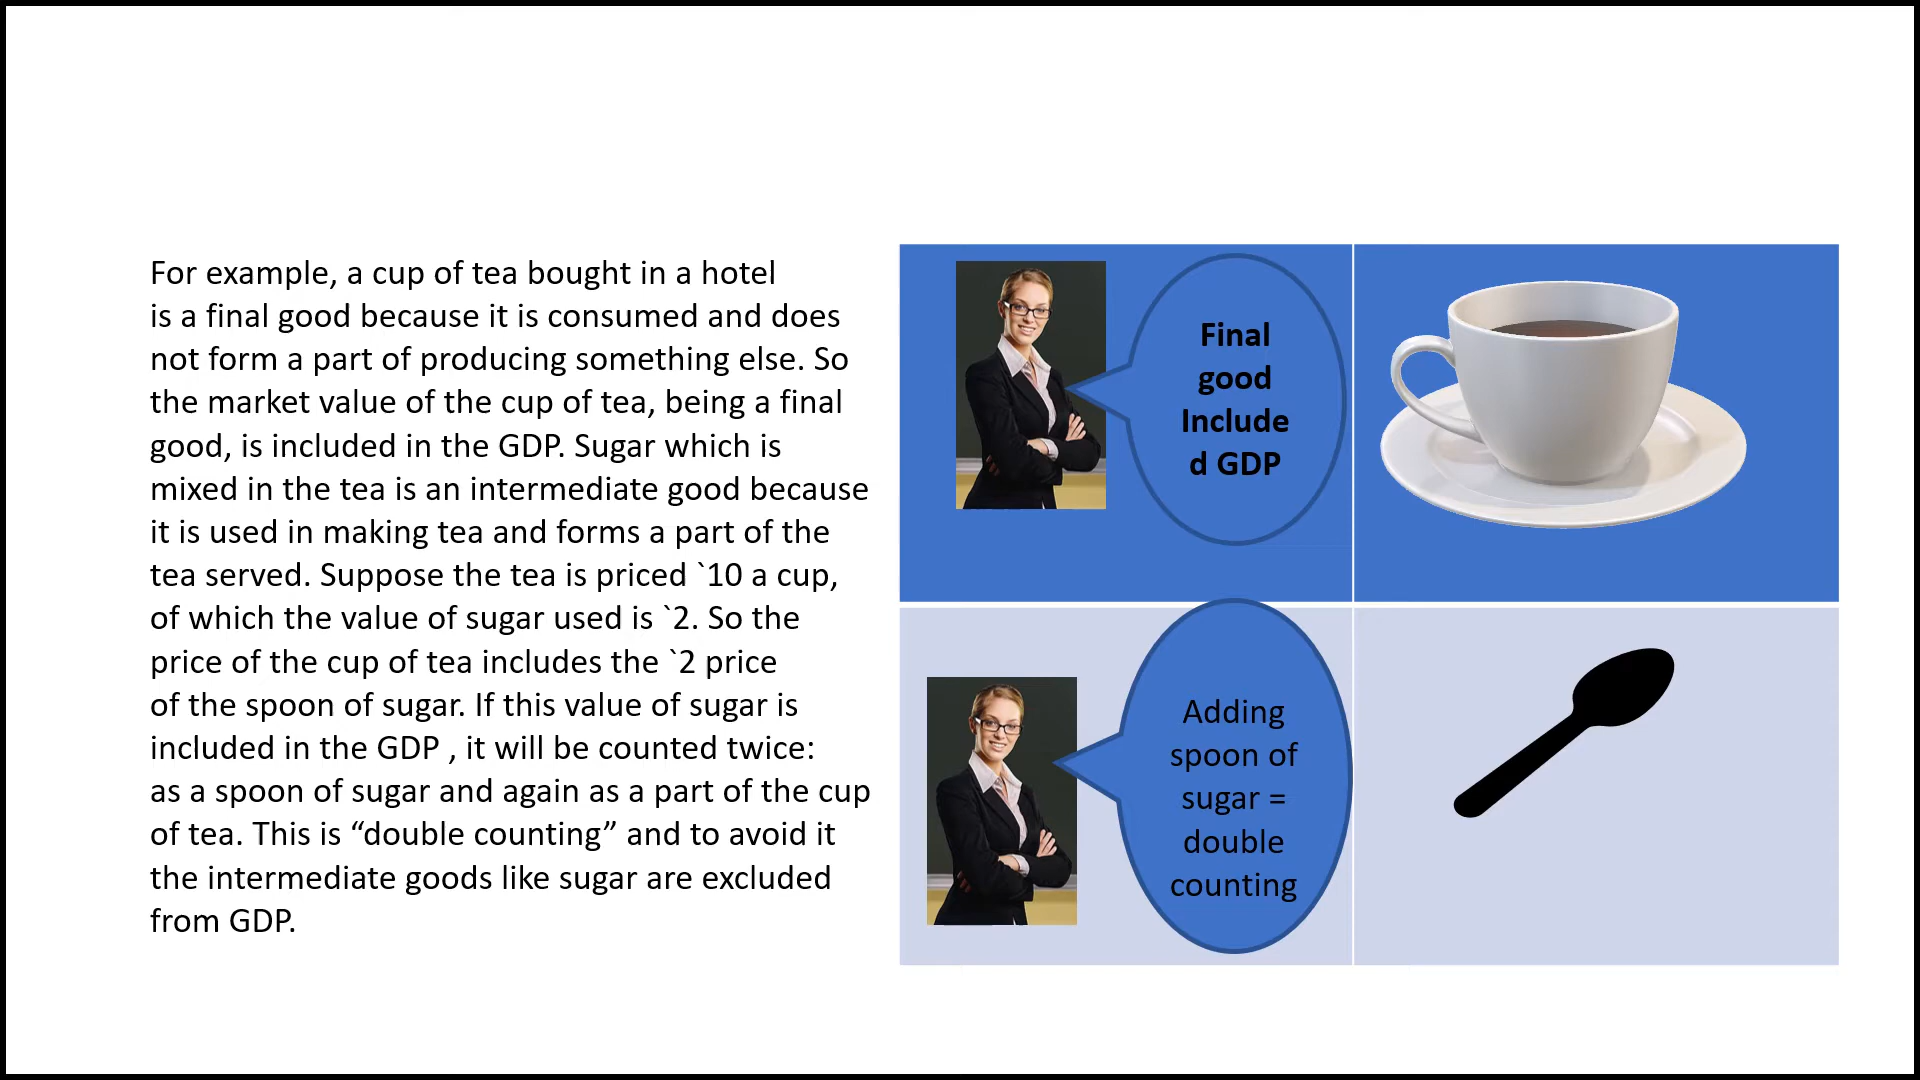 For example, a cup of tea bought in a hotel
is a final good because it is consumed and does
not form a part of producing something else. So
the market value of the cup of tea, being a final
good, is included in the GDP. Sugar which is
mixed in the tea is an intermediate good because
it is used in making tea and forms a part of the
tea served. Suppose the tea is priced `10 a cup,
of which the value of sugar used is `2. So the
price of the cup of tea includes the `2 price
of the spoon of sugar. If this value of sugar is
included in the GDP , it will be counted twice:
as a spoon of sugar and again as a part of the cup
of tea. This is “double counting” and to avoid it
the intermediate goods like sugar are excluded
from GDP.
Final
good
Include
d GDP
Adding
spoon of
sugar =
double
counting